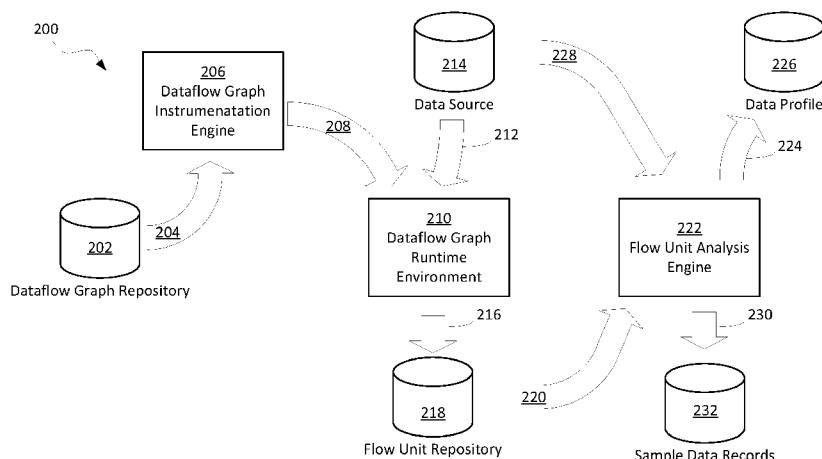 200
206
Dataflow Graph
Instrumenatation
Engine
208
204
202
Dataflow Graph Repository
214
Data Source
212
228
226
Data Profile
224
210
Dataflow Graph
Runtime
Environment
222
Flow Unit Analysis
Engine
216
218
Flow Unit Repository
220
230
232
Sample Data Records